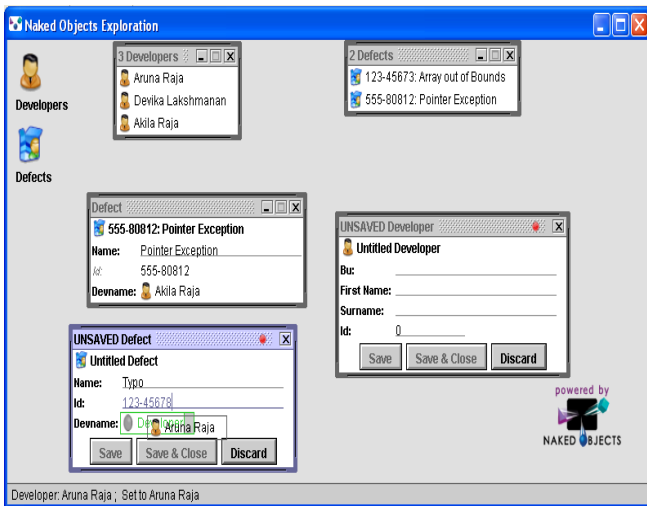 Naked Objects Exploration
Developers
Defects
3 Developers
Aruna Raja
Devika Lakshmanan
Akila Raja
2 Defects
123-45673: Array out of Bounds
555-80812: Pointer Exception
Defect
555-80812: Pointer Exception
Name: Pointer Exception
Id: 555-80812
Devname: Akila Raja
UNSAVED Developer
Untitled Developer
Bu:
First Name:
Surname:
Id: 0
Save Save & Close Discard
UNSAVED Defect
Untitled Defect
Name: Typo
Id: 123-45678
Devname: Aruna Raja
Save Save & Close Discard
powered by
NAKED OBJECTS
Developer: Aruna Raja ; Set to Aruna Raja